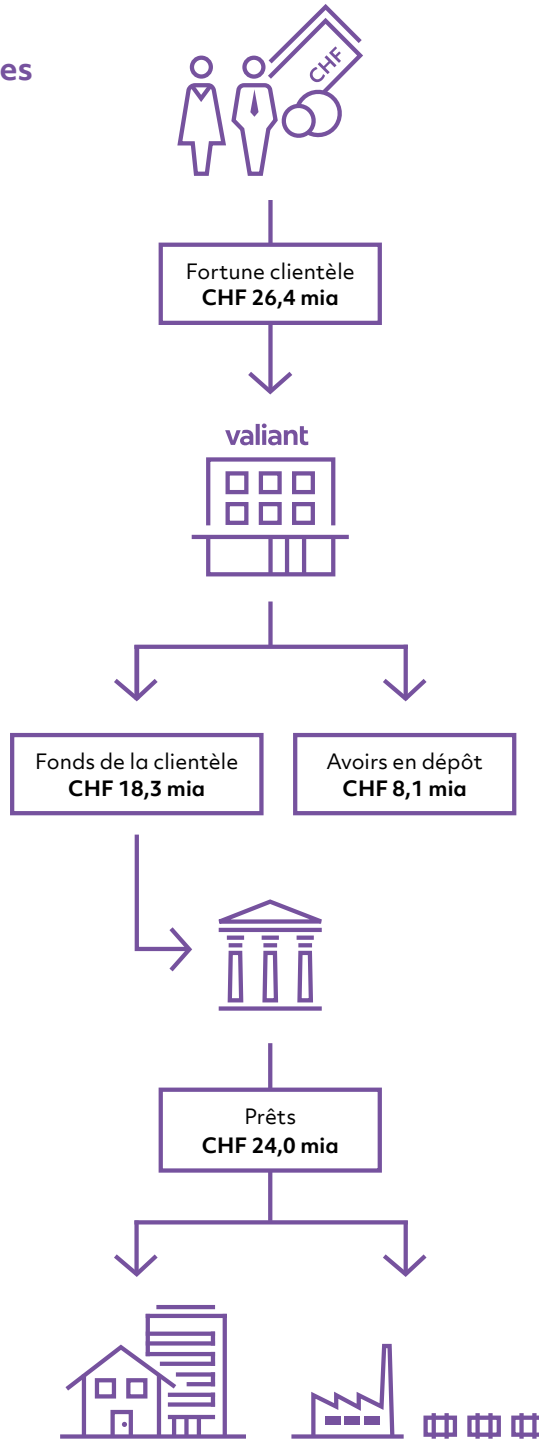 es
CHF
Fortune clientèle
CHF 26,4 mia
valiant
Fonds de la clientèle
CHF 18,3 mia
Avoirs en dépôt
CHF 8,1 mia
Prêts
CHF 24,0 mia